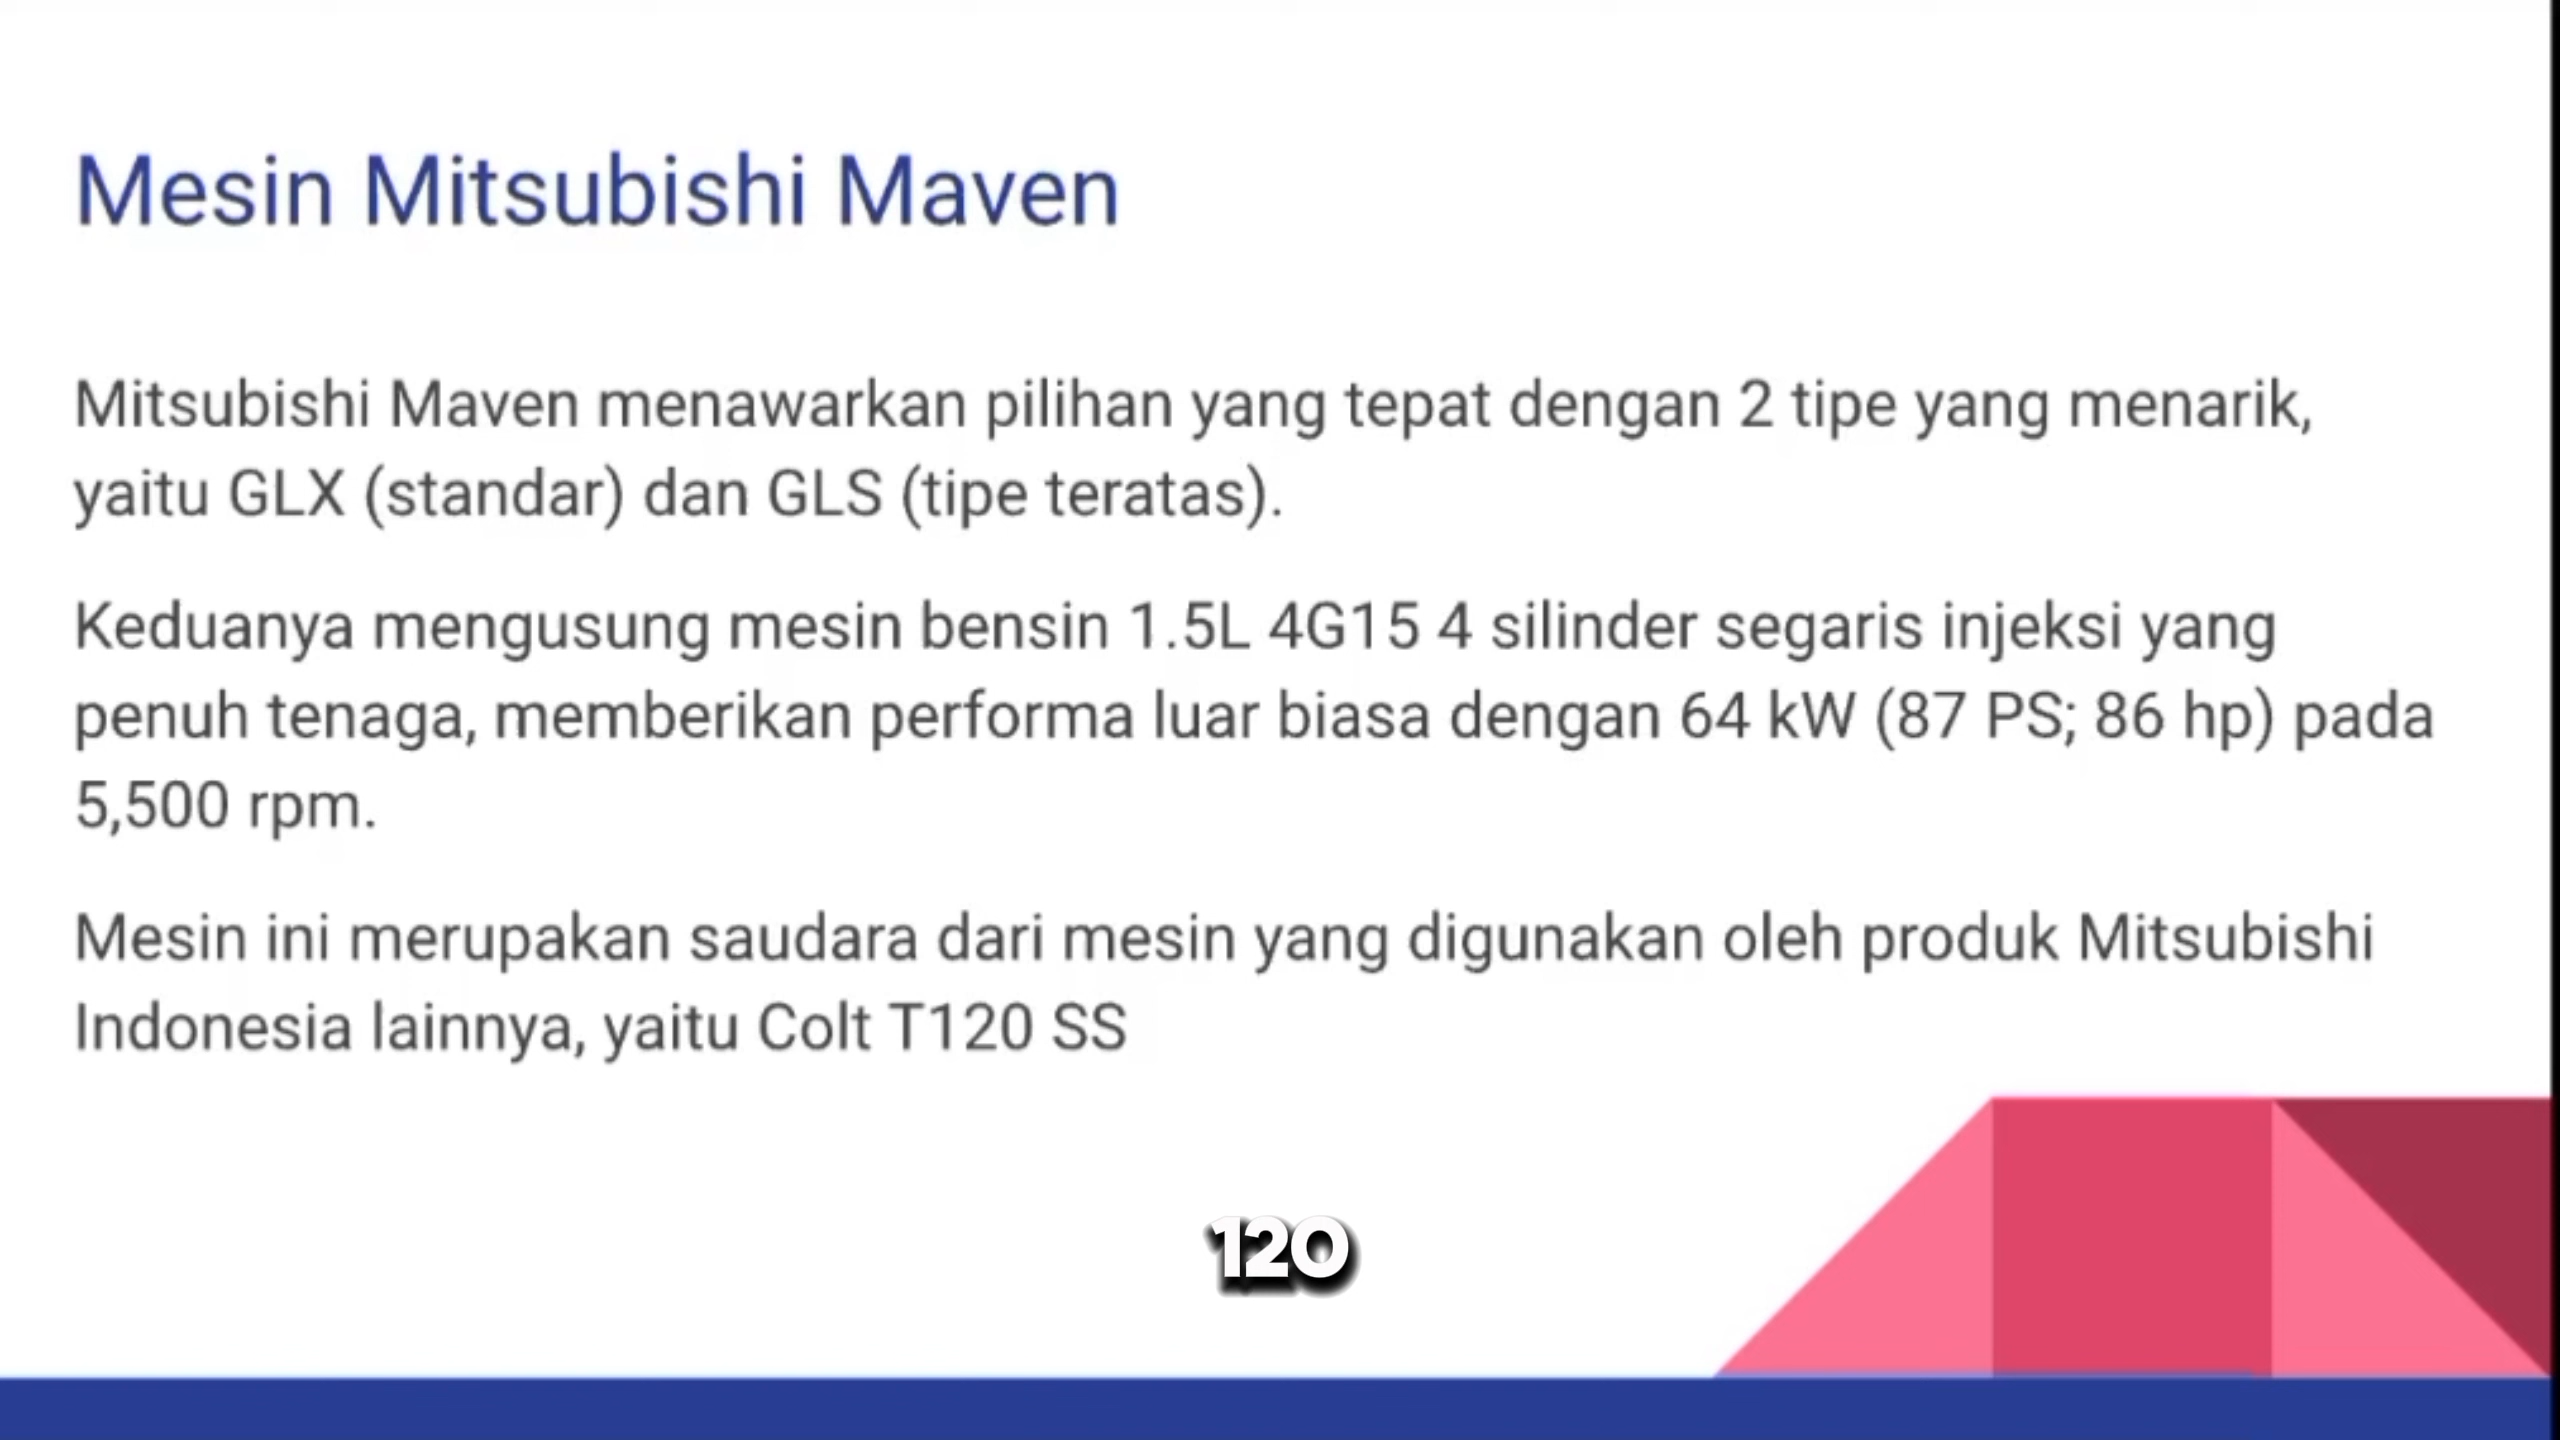 Mesin Mitsubishi Maven
Mitsubishi Maven menawarkan pilihan yang tepat dengan 2 tipe yang menarik,
yaitu GLX (standar) dan GLS (tipe teratas).
Keduanya mengusung mesin bensin 1.5L 4G15 4 silinder segaris injeksi yang
penuh tenaga, memberikan performa luar biasa dengan 64 kW (87 PS; 86 hp) pada
5,500 rpm.
Mesin ini merupakan saudara dari mesin yang digunakan oleh produk Mitsubishi
Indonesia lainnya, yaitu Colt T120 SS
120